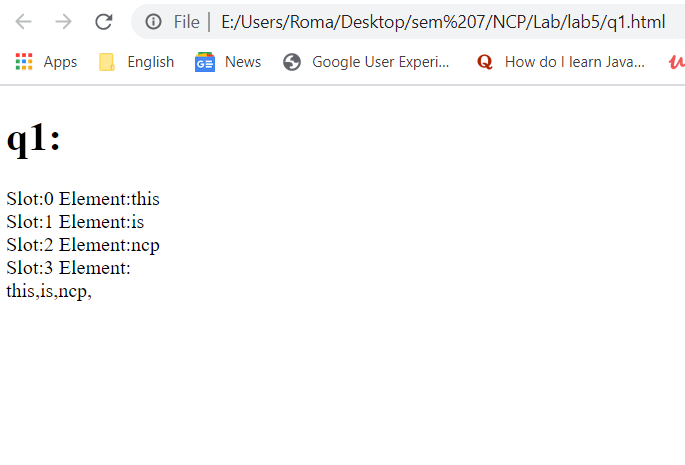 File | E:/Users/Roma/Desktop/sem%207/NCP/Lab/lab5/q1.html
Apps English News Google User Experi... How do I learn Java...
q1:
Slot:0 Element:this
Slot:1 Element:is
Slot:2 Element:ncp
Slot:3 Element:
this,is,ncp,